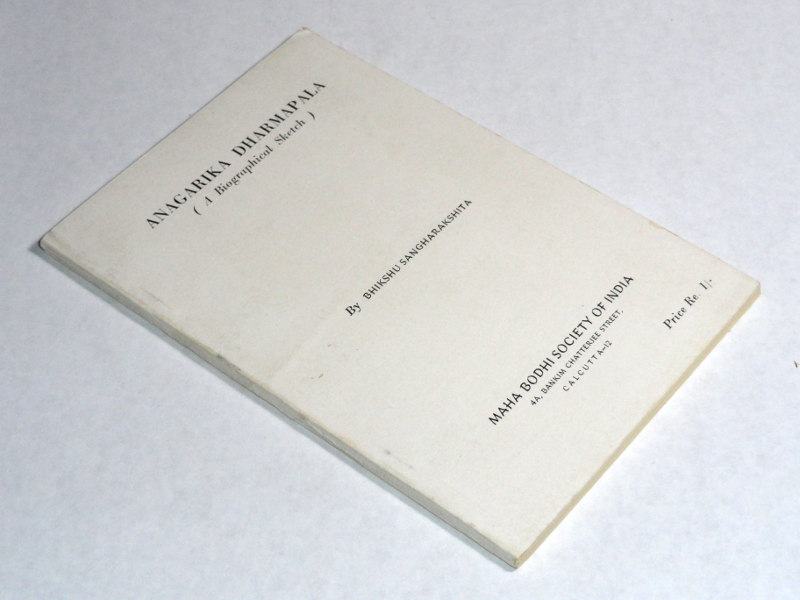 ANAGARIKA DHARMAPALA
( A Biographical Sketch )
By BHIKSHU SANGHARAKSHITA
MAHA BODHI SOCIETY OF INDIA
4A, BANKIM CHATTERJEE STREET,
CALCUTTA-12
Price Re. 1/-